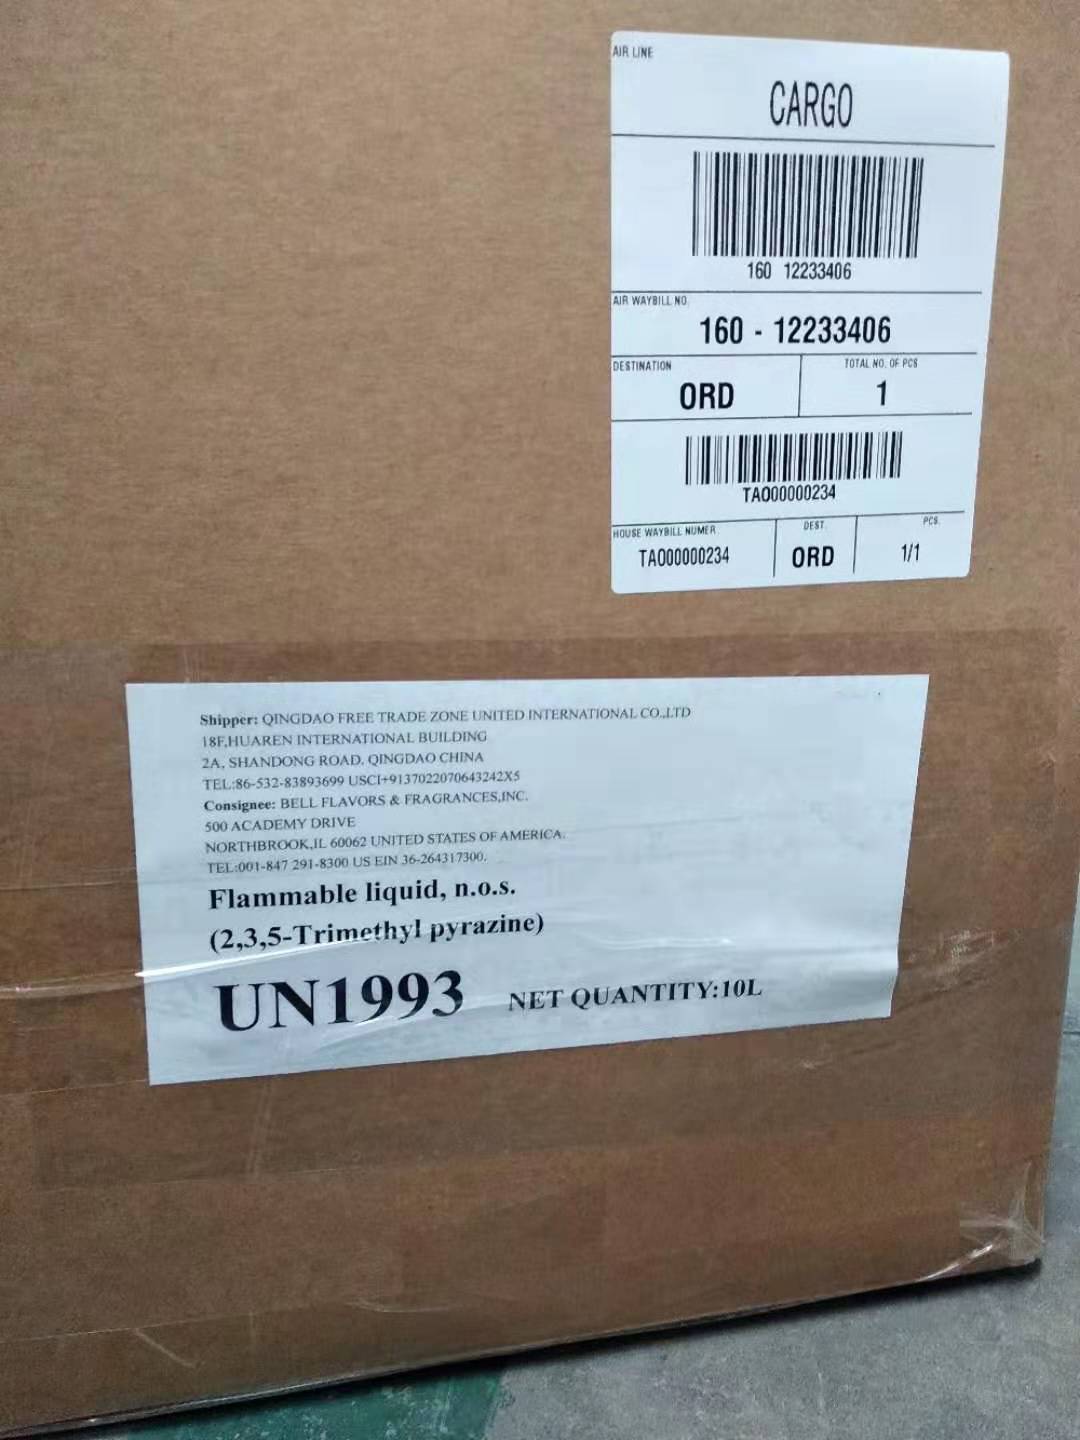 AIR LINE
CARGO
160 12233406
AIR WAYBILL NO.
160 - 12233406
DESTINATION
ORD
TOTAL NO. OF PCS
1
TAO00000234
HOUSE WAYBILL NUMER
TAO00000234
DEST.
ORD
PCS.
1/1
Shipper: QINGDAO FREE TRADE ZONE UNITED INTERNATIONAL CO.,LTD
18F,HUAREN INTERNATIONAL BUILDING
2A, SHANDONG ROAD. QINGDAO CHINA
TEL:86-532-83893699 USCI+9137022070643242X5
Consignee: BELL FLAVORS & FRAGRANCES,INC.
500 ACADEMY DRIVE
NORTHBROOK,IL 60062 UNITED STATES OF AMERICA.
TEL:001-847 291-8300 US EIN 36-264317300.
Flammable liquid, n.o.s.
(2,3,5-Trimethyl pyrazine)
UN1993 NET QUANTITY:10L